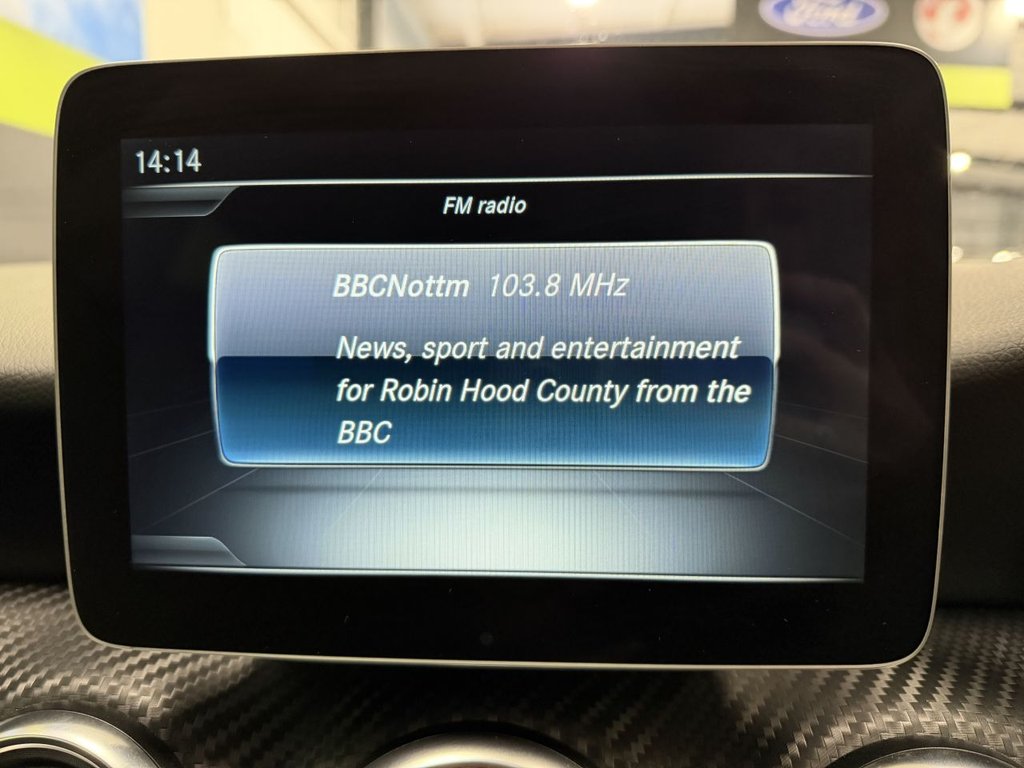 Ford
14:14
FM radio
BBCNottm 103.8 MHz
News, sport and entertainment
for Robin Hood County from the
BBC